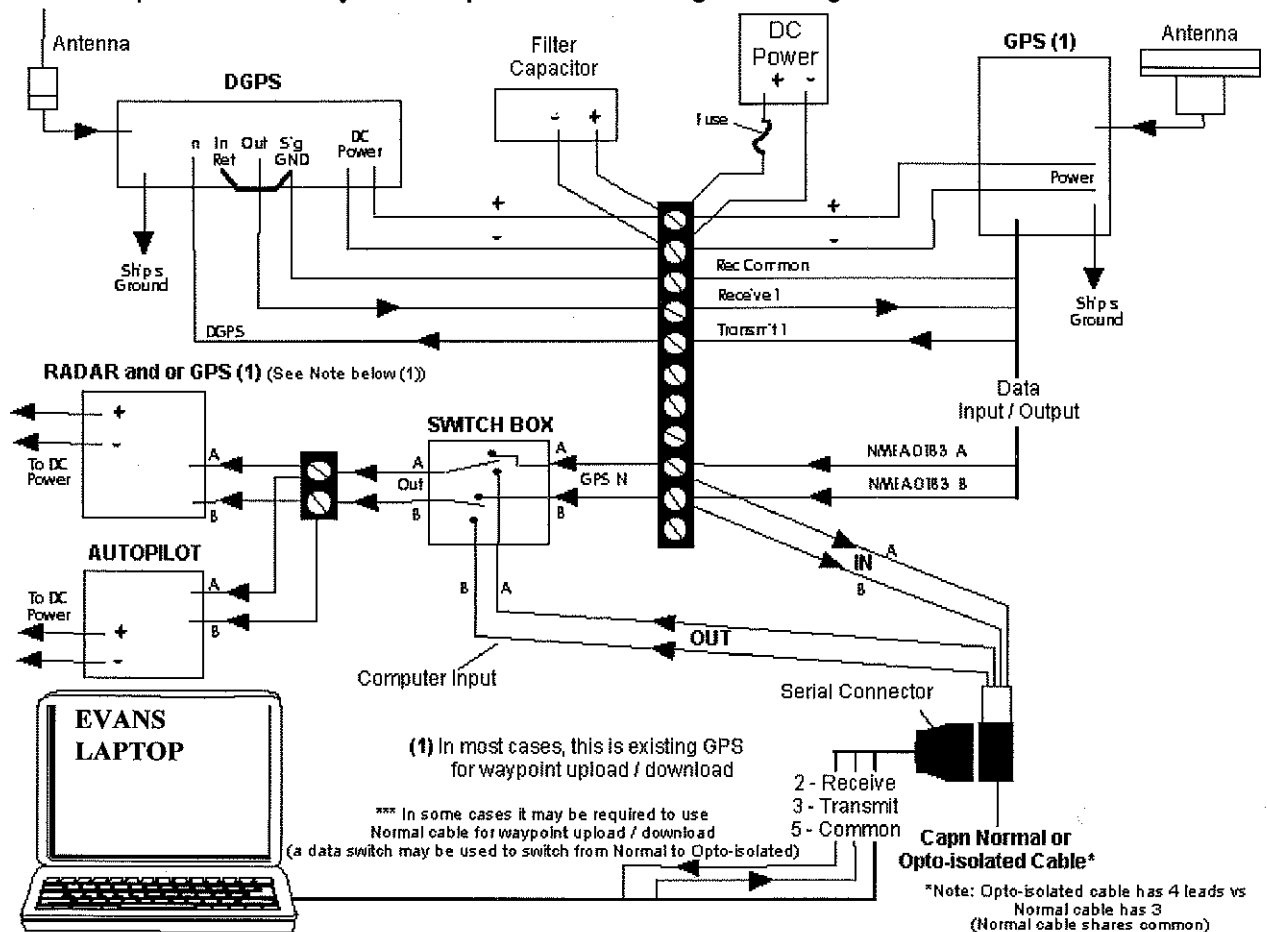 Antenna
DGPS
n
In
Ret
Out
Sig
GND
DC
Power
Filter
Capacitor
-
+
DC
Power
+
-
Fuse
GPS (1)
Antenna
Power
Ship's
Ground
+
-
+
-
Rec Common
Receive 1
DGPS
Transmit 1
Ship's
Ground
RADAR and or GPS (1) (See Note below (1))
+
-
To DC
Power
A
B
SWITCH BOX
A
Out
B
A
GPS N
B
Data
Input / Output
NMEA0183 A
NMEA0183 B
AUTOPILOT
To DC
Power
+
-
A
B
B
A
A
IN
B
OUT
Computer Input
Serial Connector
EVANS
LAPTOP
(1) In most cases, this is existing GPS
for waypoint upload / download
*** In some cases it may be required to use
Normal cable for waypoint upload / download
(a data switch may be used to switch from Normal to Opto-isolated)
2 - Receive
3 - Transmit
5 - Common
Capn Normal or
Opto-isolated Cable*
*Note: Opto-isolated cable has 4 leads vs
Normal cable has 3
(Normal cable shares common)